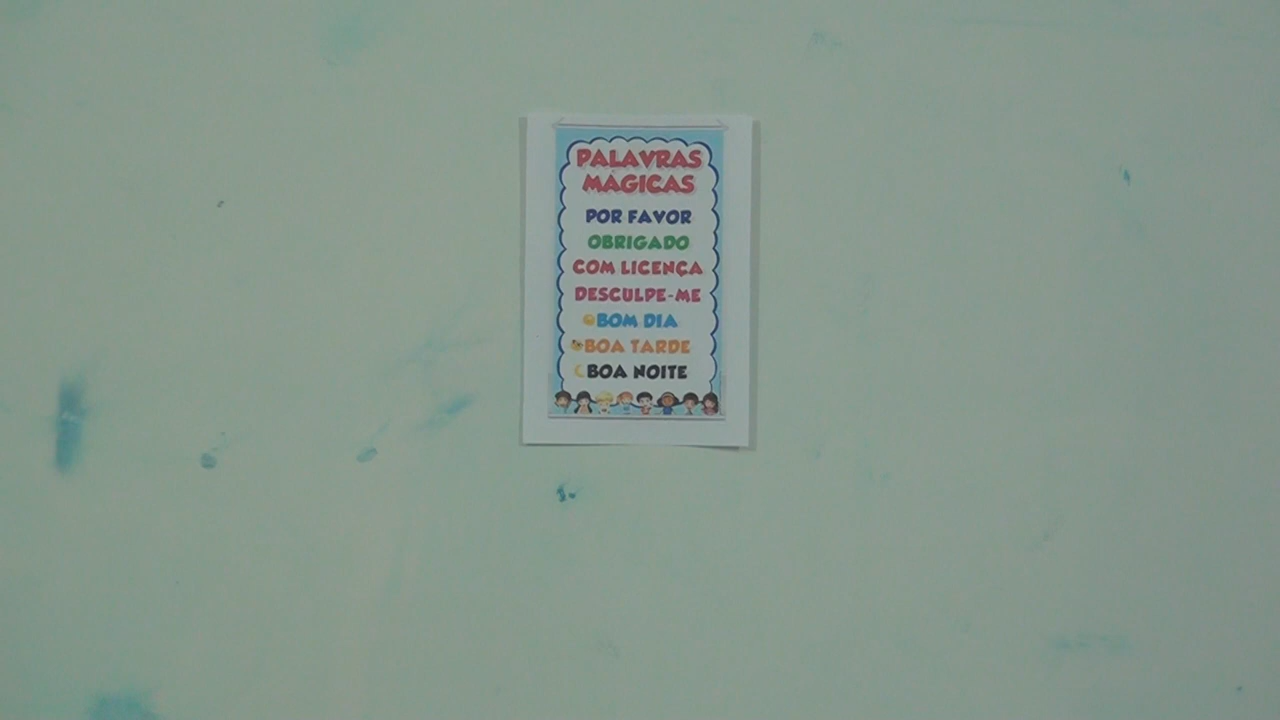 PALAVRAS
MÁGICAS
POR FAVOR
OBRIGADO
COM LICENÇA
DESCULPE-ME
BOM DIA
BOA TARDE
BOA NOITE